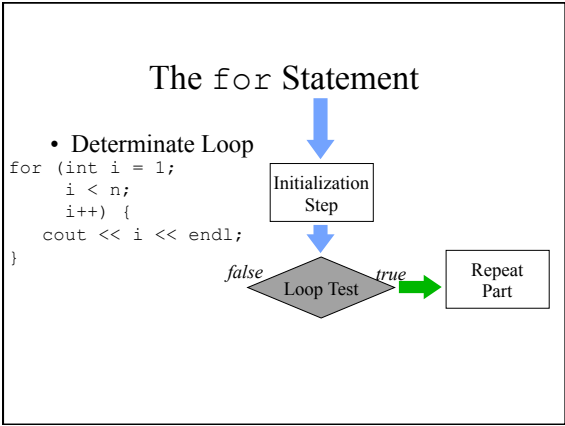 The for Statement
• Determinate Loop
for (int i = 1;
     i < n;
     i++) {
   cout << i << endl;
}
Initialization
Step
false
Loop Test
true
Repeat
Part